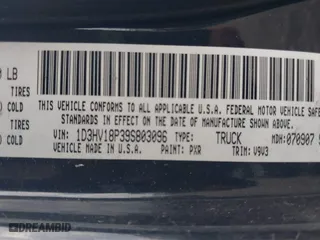 0 LB
TIRES
COLD
TIRES
COLD
THIS VEHICLE CONFORMS TO ALL APPLICABLE U.S.A. FEDERAL MOTOR VEHICLE SAFE
STANDARDS IN EFFECT ON THE DATE OF MANUFACTURE SHOWN ABOVE.
VIN: 1D3HV18P39S803096 TYPE: TRUCK MDH: 070907
VEHICLE MADE IN U.S.A. PAINT: PXR TRIM: V9V3
DREAMBID